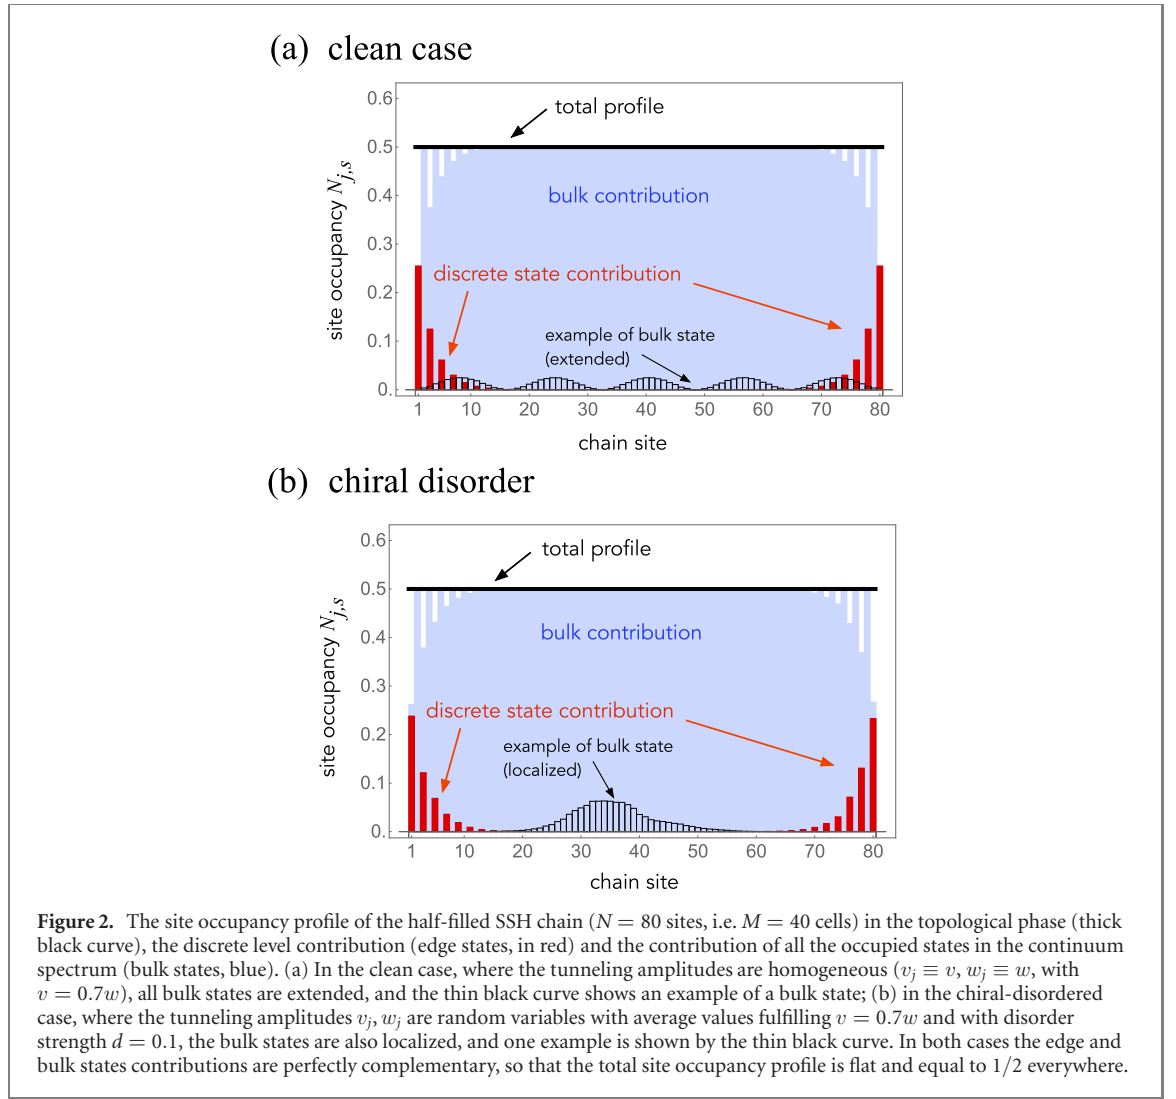 (a) clean case
0.6
total profile
0.5
bulk contribution
0.4
site occupancy N_{j,s}
0.3
discrete state contribution
0.2
example of bulk state
(extended)
0.1
0.
1 10 20 30 40 50 60 70 80
chain site
(b) chiral disorder
0.6
total profile
0.5
bulk contribution
0.4
site occupancy N_{j,s}
0.3
discrete state contribution
0.2
example of bulk state
(localized)
0.1
0.
1 10 20 30 40 50 60 70 80
chain site
Figure 2. The site occupancy profile of the half-filled SSH chain (N = 80 sites, i.e. M = 40 cells) in the topological phase (thick
black curve), the discrete level contribution (edge states, in red) and the contribution of all the occupied states in the continuum
spectrum (bulk states, blue). (a) In the clean case, where the tunneling amplitudes are homogeneous (v_j ≡ v, w_j ≡ w, with
v = 0.7w), all bulk states are extended, and the thin black curve shows an example of a bulk state; (b) in the chiral-disordered
case, where the tunneling amplitudes v_j, w_j are random variables with average values fulfilling v = 0.7w and with disorder
strength d = 0.1, the bulk states are also localized, and one example is shown by the thin black curve. In both cases the edge and
bulk states contributions are perfectly complementary, so that the total site occupancy profile is flat and equal to 1/2 everywhere.